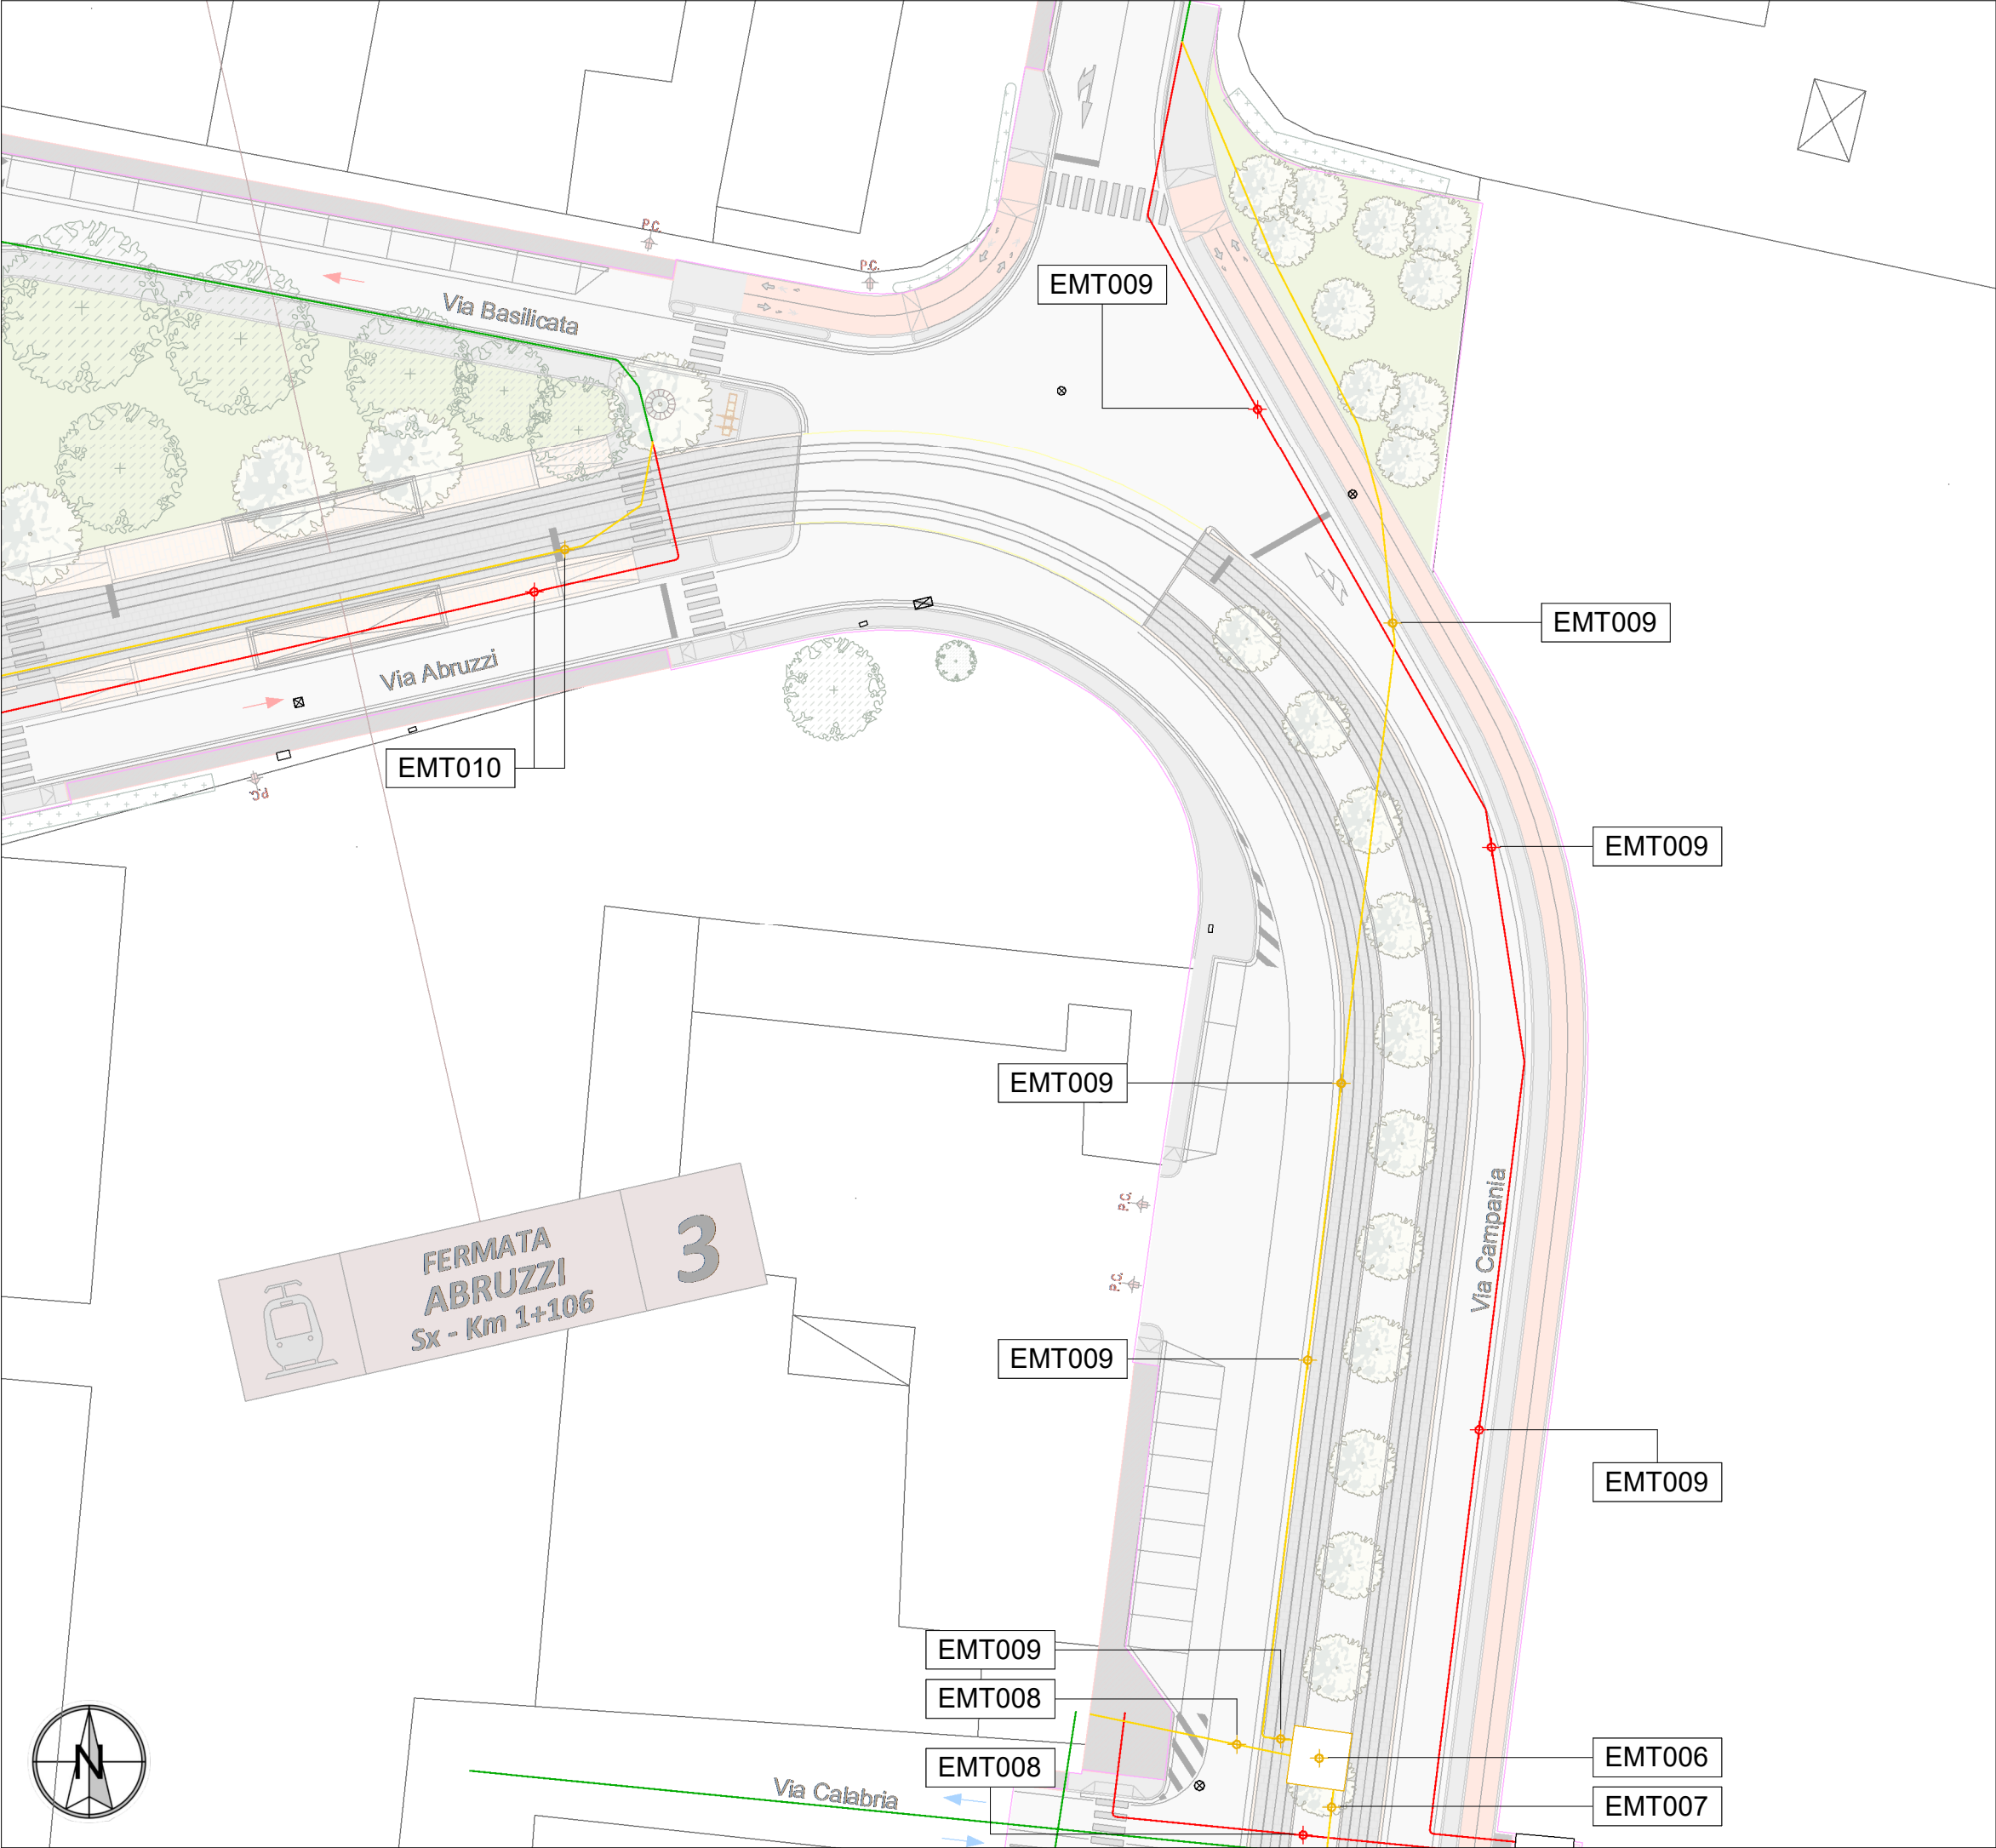 P.C.
P.C.
EMT009
Via Basilicata
EMT009
Via Abruzzi
EMT010
P.C.
EMT009
EMT009
P.C.
Via Campania
FERMATA
ABRUZZI
Sx - Km 1+106
3
P.C.
EMT009
EMT009
EMT009
EMT008
N
EMT008
EMT006
Via Calabria
EMT007